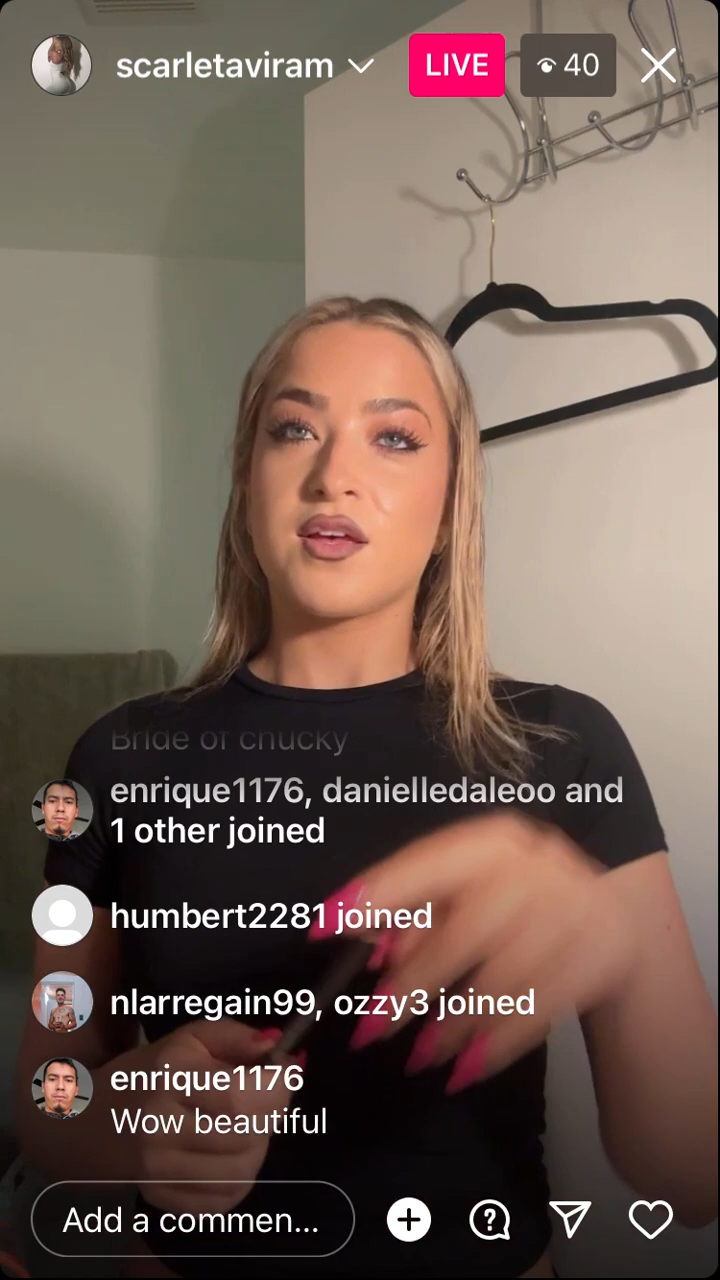 scarletaviram
LIVE
40
Bride of chucky
enrique1176, danielledaleoo and
1 other joined
humbert2281 joined
nlarregain99, ozzy3 joined
enrique1176
Wow beautiful
Add a commen...